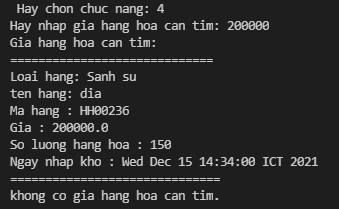 Hay chon chuc nang: 4
Hay nhap gia hang hoa can tim: 200000
Gia hang hoa can tim:
=============================
Loai hang: Sanh su
ten hang: dia
Ma hang : HH00236
Gia : 200000.0
So luong hang hoa : 150
Ngay nhap kho : Wed Dec 15 14:34:00 ICT 2021
==============================
khong co gia hang hoa can tim.